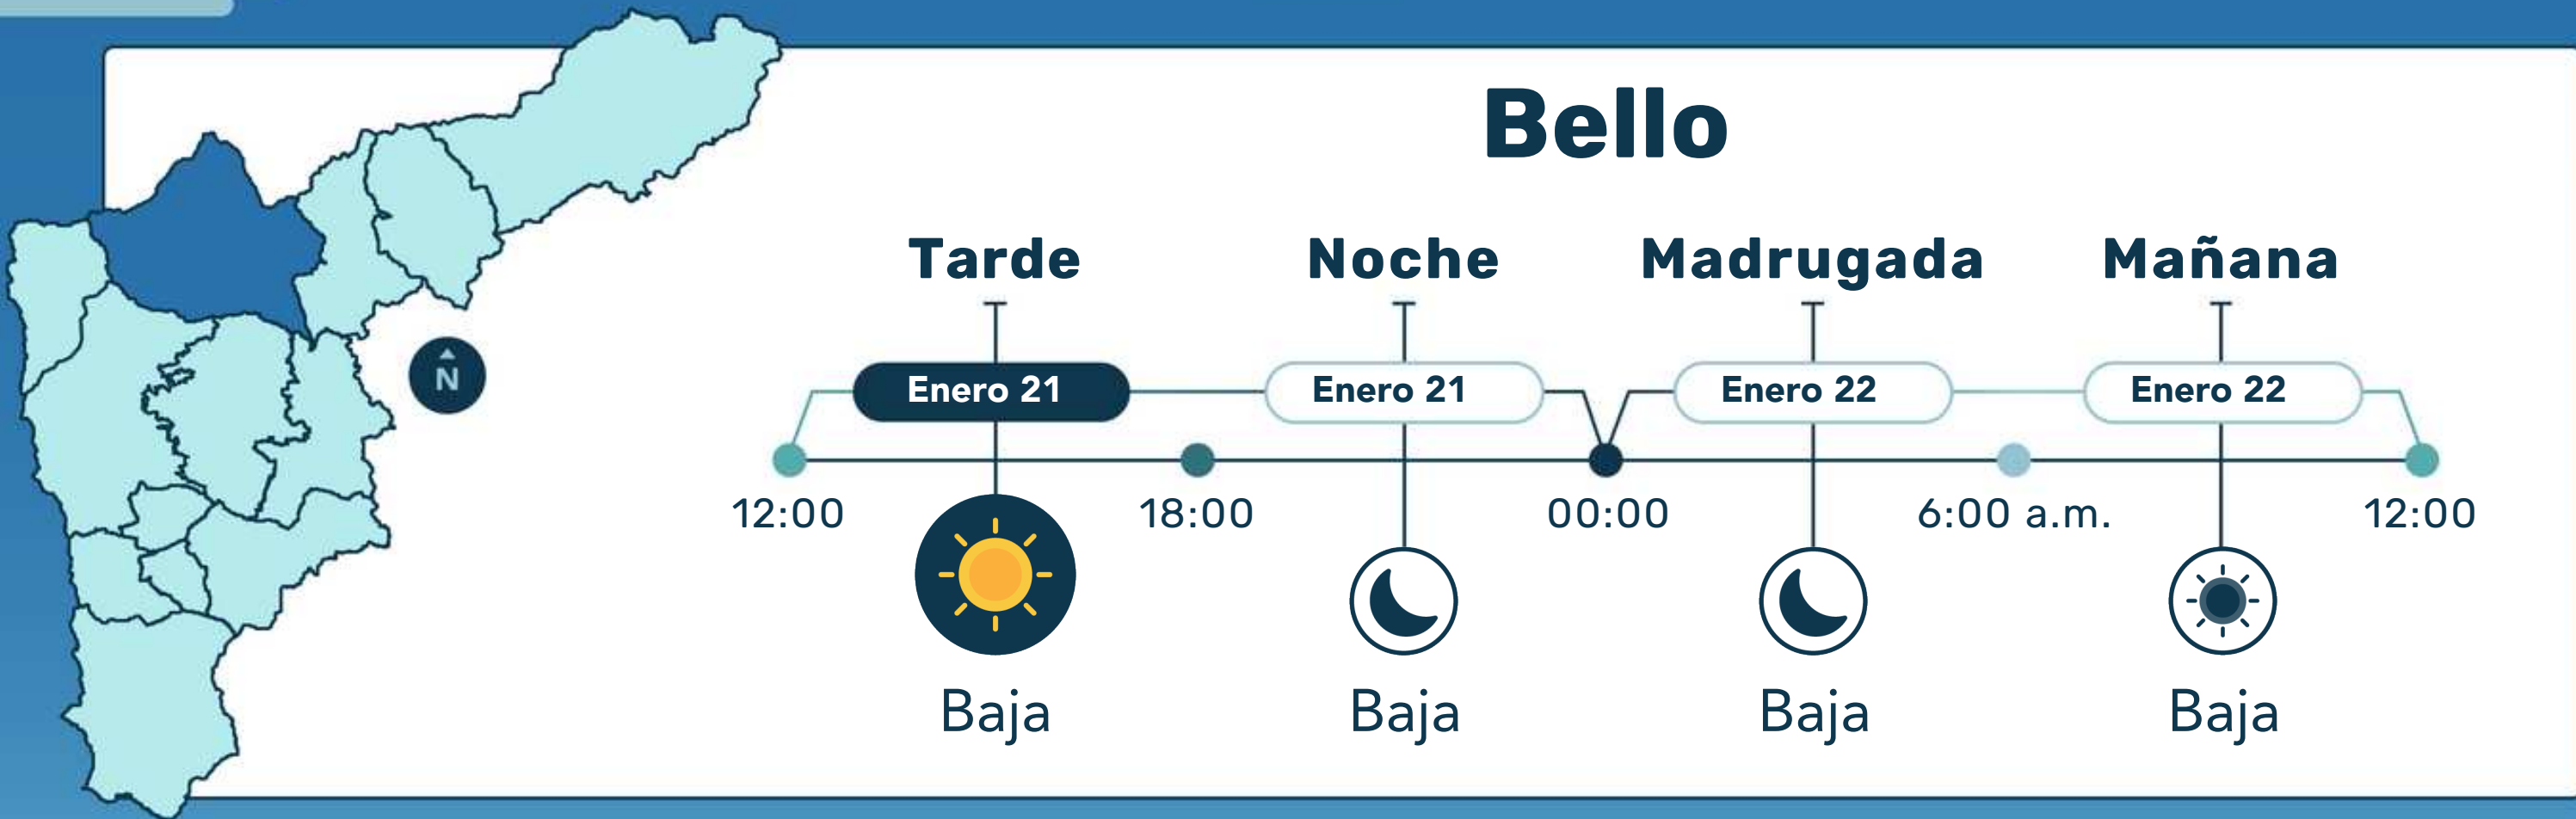 Bello
Tarde Noche Madrugada Mañana
Enero 21 Enero 21 Enero 22 Enero 22
N
12:00 18:00 00:00 6:00 a.m. 12:00
Baja Baja Baja Baja